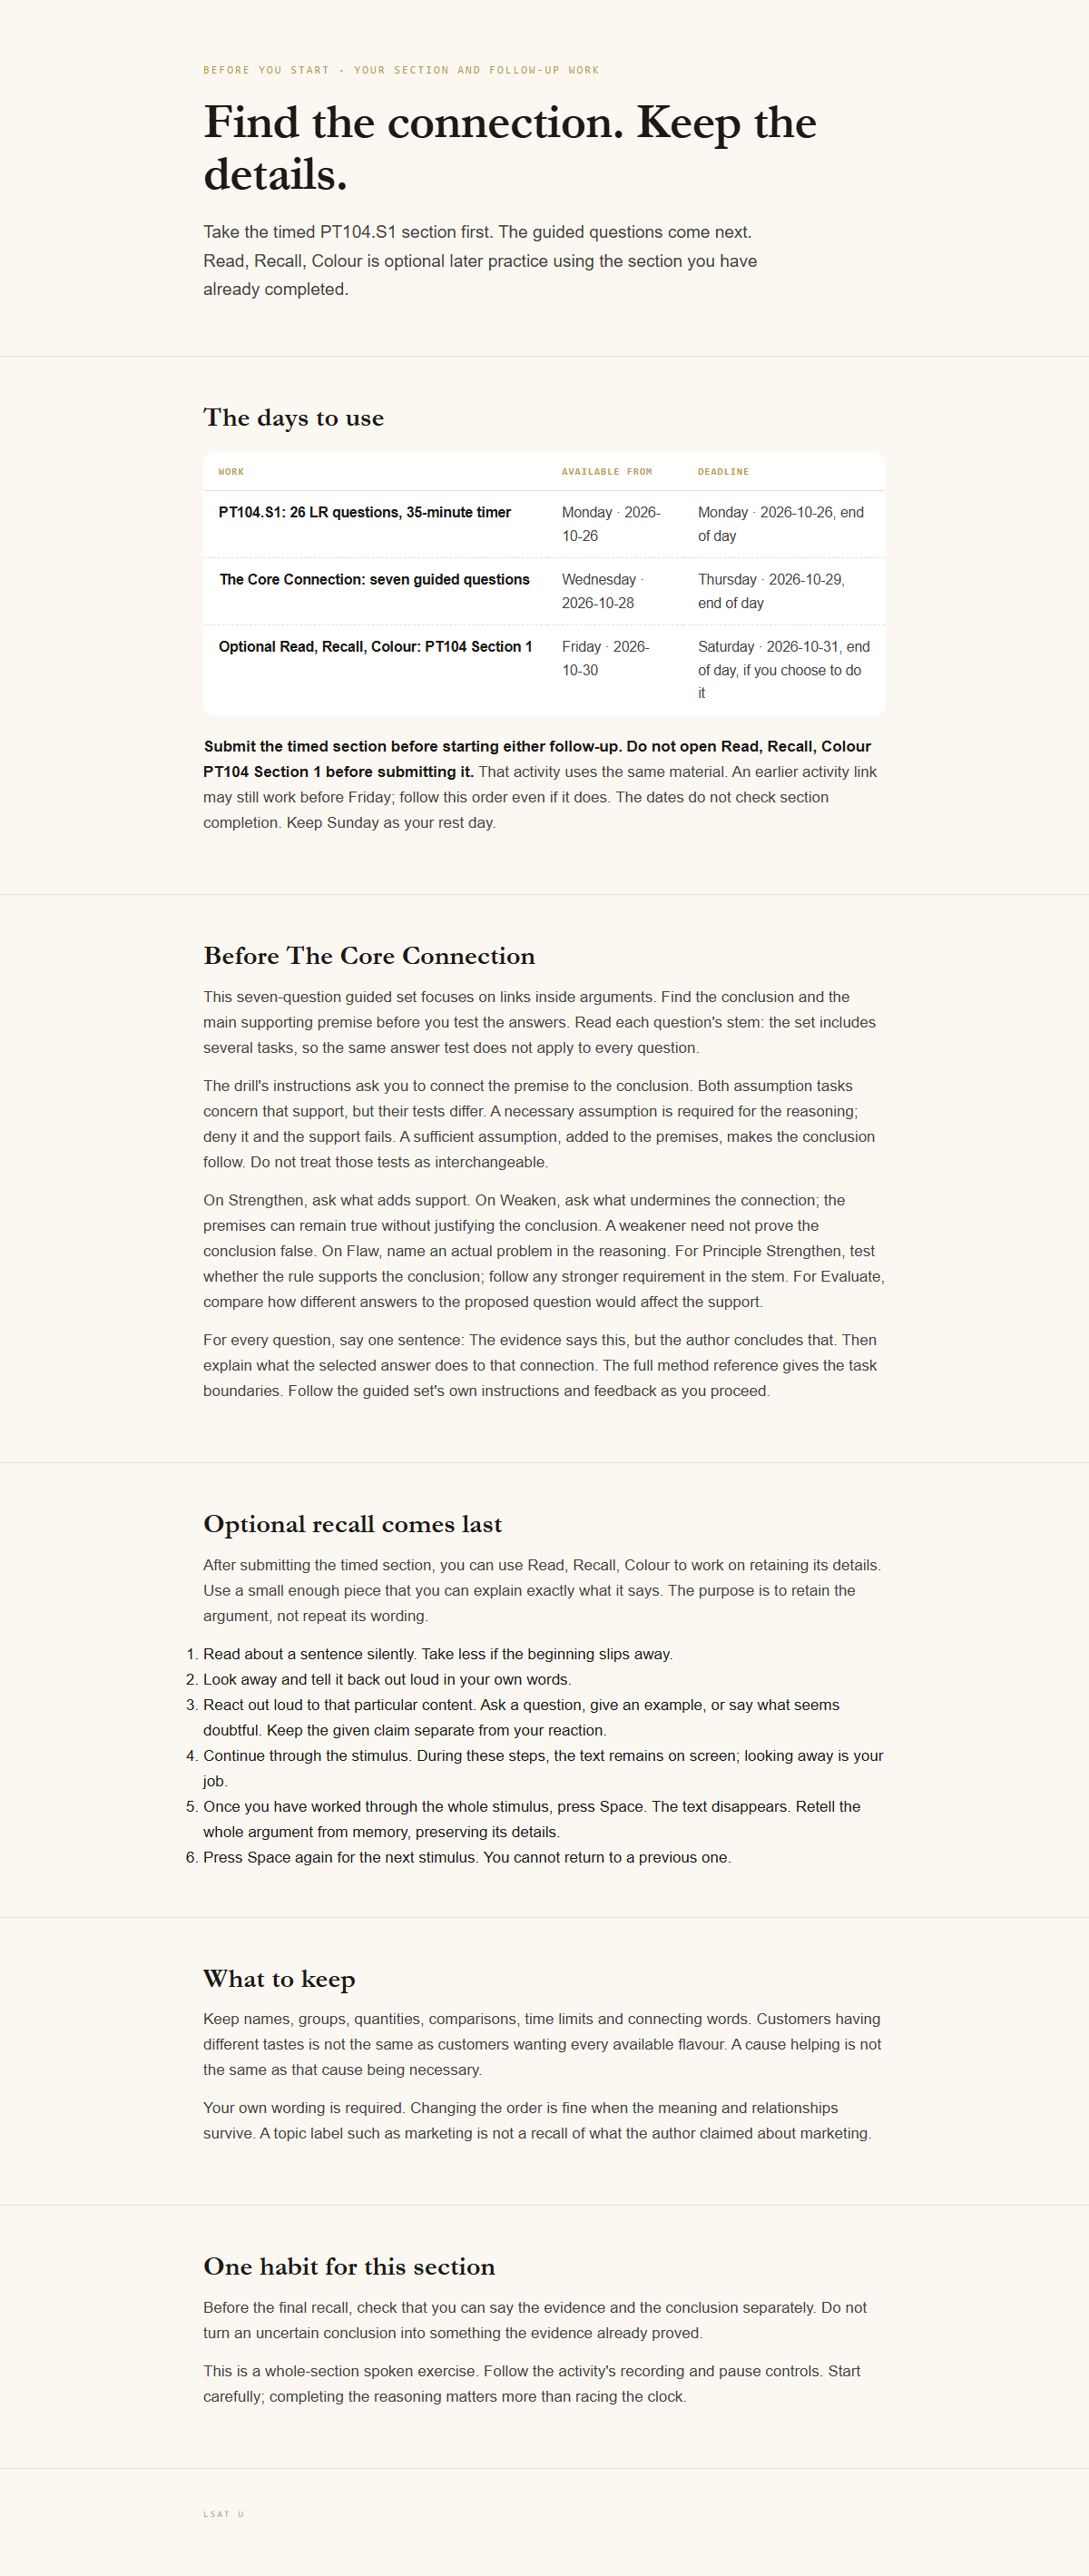 BEFORE YOU START · YOUR SECTION AND FOLLOW-UP WORK
Find the connection. Keep the
details.
Take the timed PT104.S1 section first. The guided questions come next.
Read, Recall, Colour is optional later practice using the section you have
already completed.
The days to use
WORK AVAILABLE FROM DEADLINE
PT104.S1: 26 LR questions, 35-minute timer Monday · 2026- Monday · 2026-10-26, end
10-26 of day
The Core Connection: seven guided questions Wednesday · Thursday · 2026-10-29,
2026-10-28 end of day
Optional Read, Recall, Colour: PT104 Section 1 Friday · 2026- Saturday · 2026-10-31, end
10-30 of day, if you choose to do
it
Submit the timed section before starting either follow-up. Do not open Read, Recall, Colour
PT104 Section 1 before submitting it. That activity uses the same material. An earlier activity link
may still work before Friday; follow this order even if it does. The dates do not check section
completion. Keep Sunday as your rest day.
Before The Core Connection
This seven-question guided set focuses on links inside arguments. Find the conclusion and the
main supporting premise before you test the answers. Read each question's stem: the set includes
several tasks, so the same answer test does not apply to every question.
The drill's instructions ask you to connect the premise to the conclusion. Both assumption tasks
concern that support, but their tests differ. A necessary assumption is required for the reasoning;
deny it and the support fails. A sufficient assumption, added to the premises, makes the conclusion
follow. Do not treat those tests as interchangeable.
On Strengthen, ask what adds support. On Weaken, ask what undermines the connection; the
premises can remain true without justifying the conclusion. A weakener need not prove the
conclusion false. On Flaw, name an actual problem in the reasoning. For Principle Strengthen, test
whether the rule supports the conclusion; follow any stronger requirement in the stem. For Evaluate,
compare how different answers to the proposed question would affect the support.
For every question, say one sentence: The evidence says this, but the author concludes that. Then
explain what the selected answer does to that connection. The full method reference gives the task
boundaries. Follow the guided set's own instructions and feedback as you proceed.
Optional recall comes last
After submitting the timed section, you can use Read, Recall, Colour to work on retaining its details.
Use a small enough piece that you can explain exactly what it says. The purpose is to retain the
argument, not repeat its wording.
1. Read about a sentence silently. Take less if the beginning slips away.
2. Look away and tell it back out loud in your own words.
3. React out loud to that particular content. Ask a question, give an example, or say what seems
doubtful. Keep the given claim separate from your reaction.
4. Continue through the stimulus. During these steps, the text remains on screen; looking away is your
job.
5. Once you have worked through the whole stimulus, press Space. The text disappears. Retell the
whole argument from memory, preserving its details.
6. Press Space again for the next stimulus. You cannot return to a previous one.
What to keep
Keep names, groups, quantities, comparisons, time limits and connecting words. Customers having
different tastes is not the same as customers wanting every available flavour. A cause helping is not
the same as that cause being necessary.
Your own wording is required. Changing the order is fine when the meaning and relationships
survive. A topic label such as marketing is not a recall of what the author claimed about marketing.
One habit for this section
Before the final recall, check that you can say the evidence and the conclusion separately. Do not
turn an uncertain conclusion into something the evidence already proved.
This is a whole-section spoken exercise. Follow the activity's recording and pause controls. Start
carefully; completing the reasoning matters more than racing the clock.
LSAT U